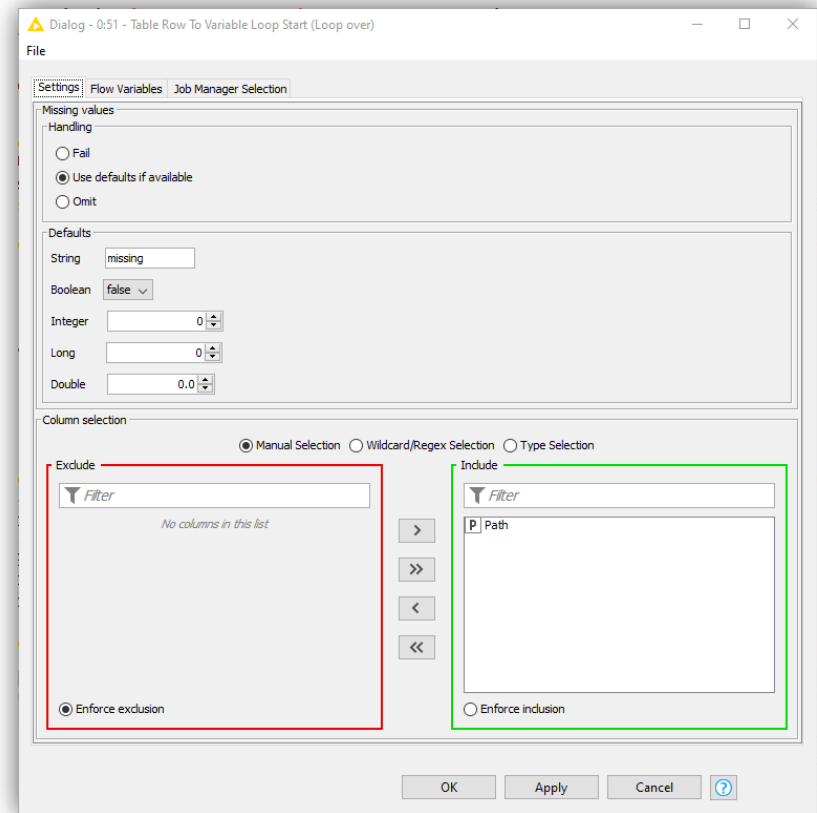 Dialog - 0:51 - Table Row To Variable Loop Start (Loop over)
File
Settings Flow Variables Job Manager Selection
Missing values
Handling
Fail
Use defaults if available
Omit
Defaults
String missing
Boolean false
Integer 0
Long 0
Double 0.0
Column selection
Manual Selection Wildcard/Regex Selection Type Selection
Exclude
Filter
No columns in this list
Enforce exclusion
>
>>
<
<<
Include
Filter
P Path
Enforce inclusion
OK Apply Cancel ?